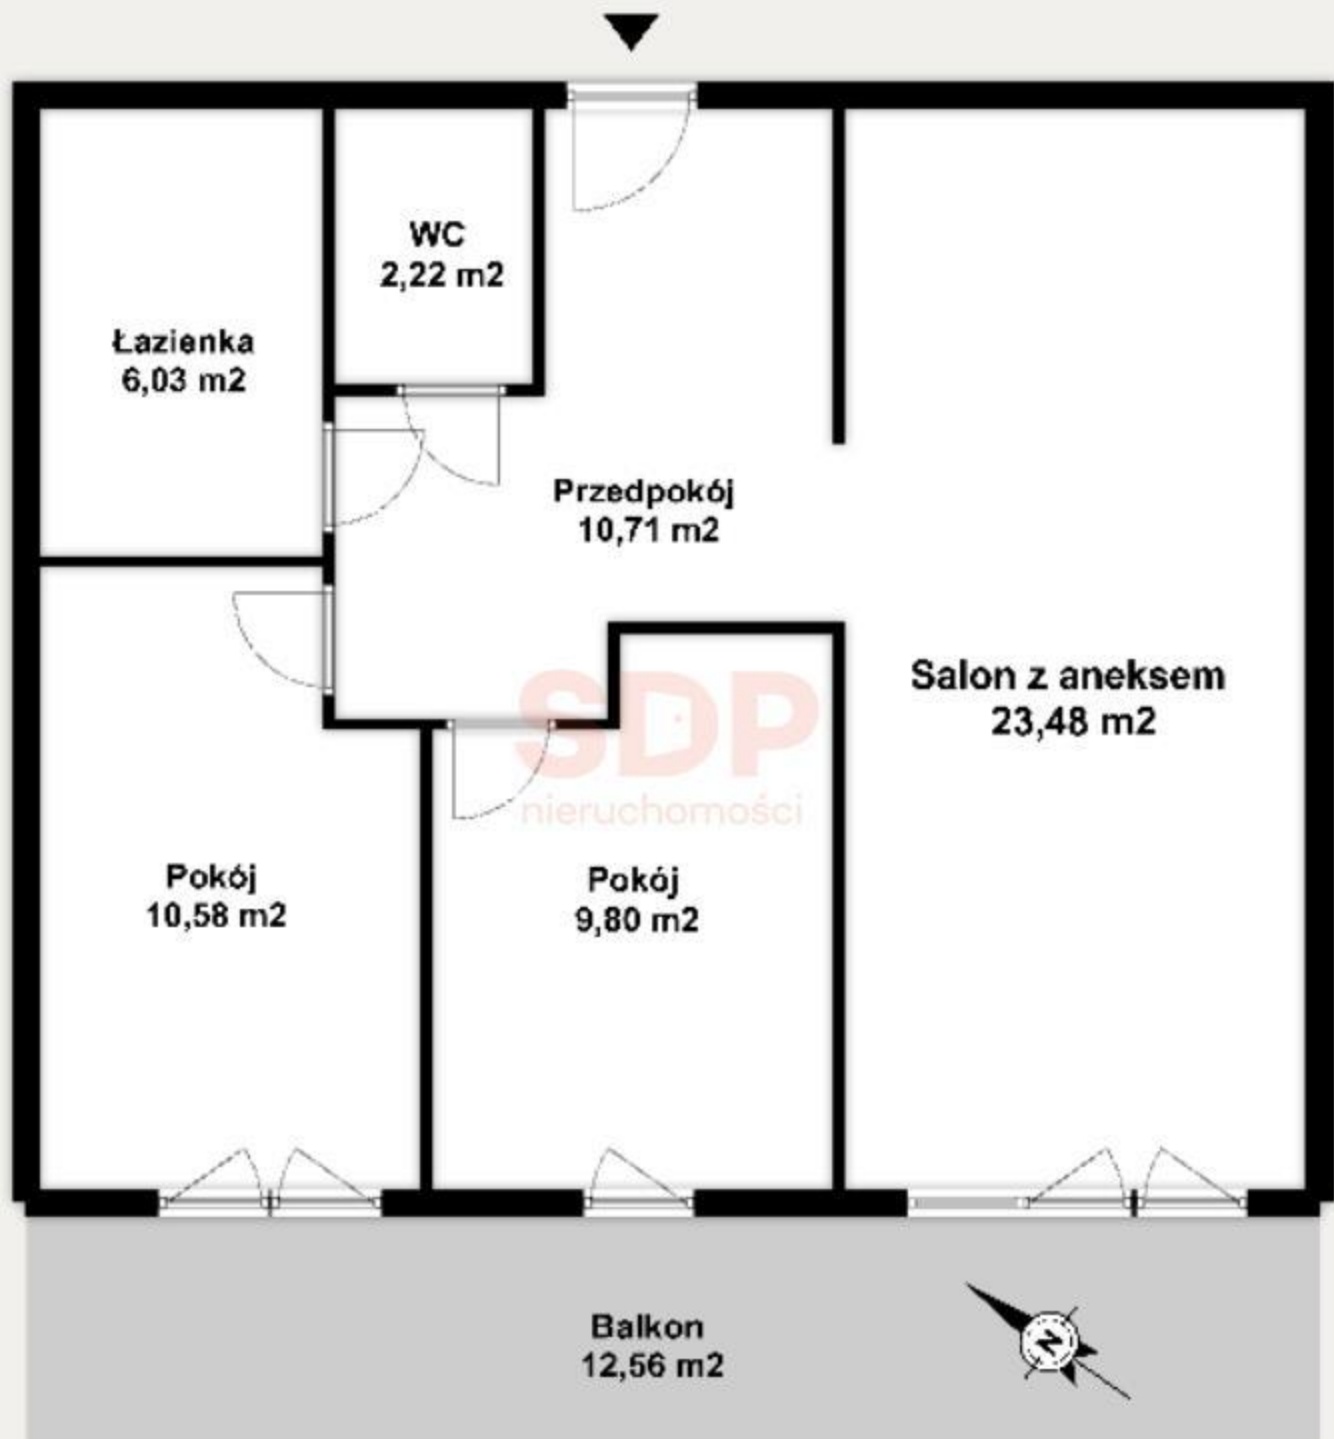 WC
2,22 m2
Łazienka
6,03 m2
Przedpokój
10,71 m2
Salon z aneksem
23,48 m2
SDP
nieruchomości
Pokój
10,58 m2
Pokój
9,80 m2
Balkon
12,56 m2
N